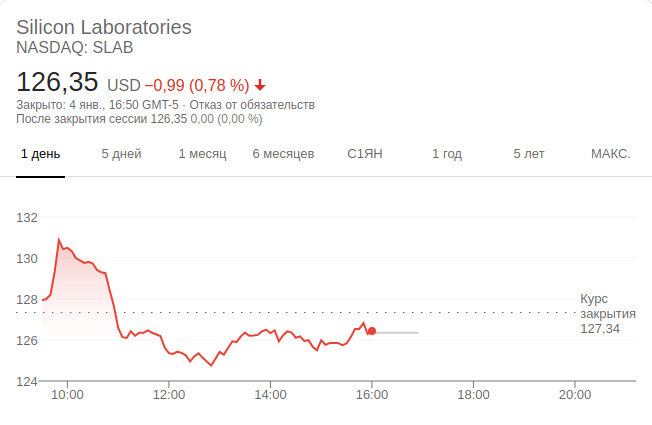 Silicon Laboratories
NASDAQ: SLAB
126,35 USD −0,99 (0,78 %)
Закрыто: 4 янв., 16:50 GMT-5 · Отказ от обязательств
После закрытия сессии 126,35 0,00 (0,00 %)
1 день 5 дней 1 месяц 6 месяцев С1ЯН 1 год 5 лет МАКС.
132
130
128
126
124
Курс
закрытия
127,34
10:00 12:00 14:00 16:00 18:00 20:00